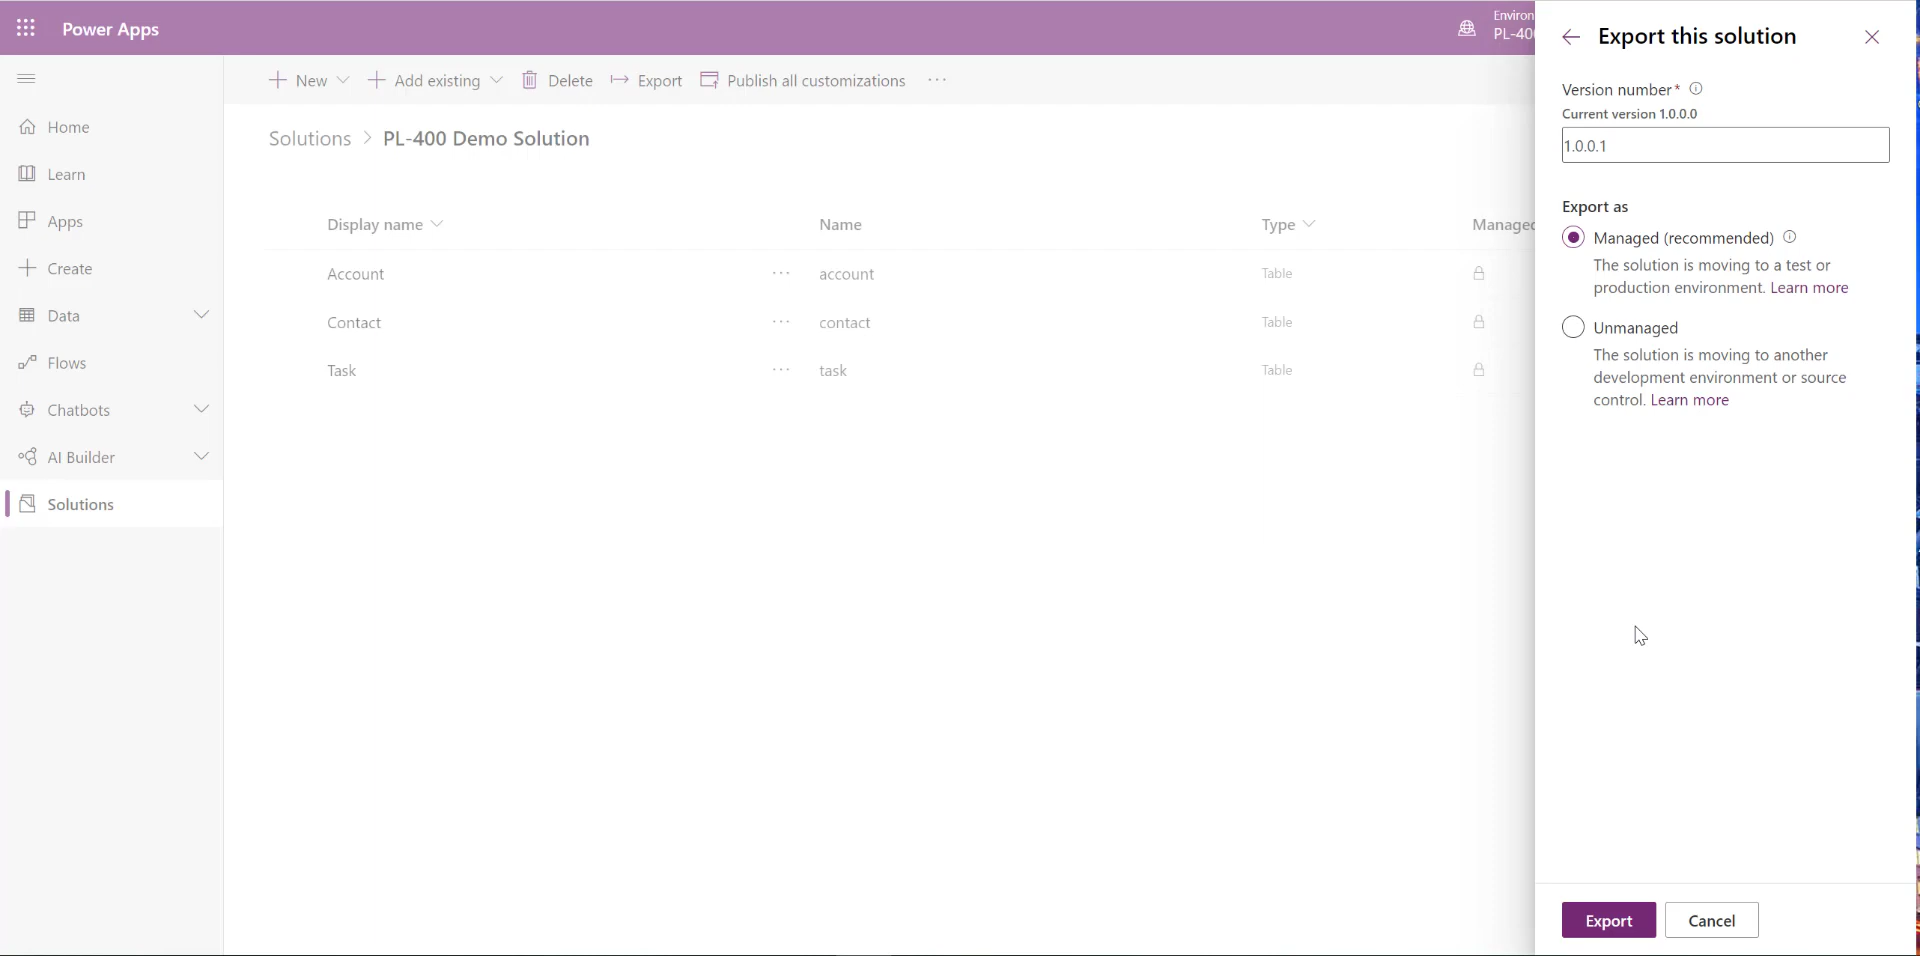 Power Apps
Environ
PL-400
Export this solution
New
Add existing
Delete
Export
Publish all customizations
Version number*
Current version 1.0.0.0
1.0.0.1
Home
Learn
Apps
Create
Data
Flows
Chatbots
AI Builder
Solutions
Solutions > PL-400 Demo Solution
Display name Name Type Managed
Account ··· account Table
Contact ··· contact Table
Task ··· task Table
Export as
Managed (recommended)
The solution is moving to a test or
production environment. Learn more
Unmanaged
The solution is moving to another
development environment or source
control. Learn more
Export
Cancel